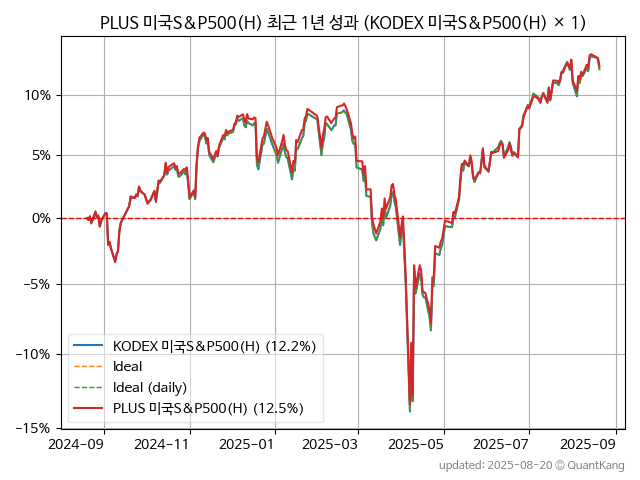 PLUS 미국S&P500(H) 최근 1년 성과 (KODEX 미국S&P500(H) × 1)
10%
5%
0%
−5%
−10%
−15%
KODEX 미국S&P500(H) (12.2%)
Ideal
Ideal (daily)
PLUS 미국S&P500(H) (12.5%)
2024-09 2024-11 2025-01 2025-03 2025-05 2025-07 2025-09
updated: 2025-08-20 © QuantKang